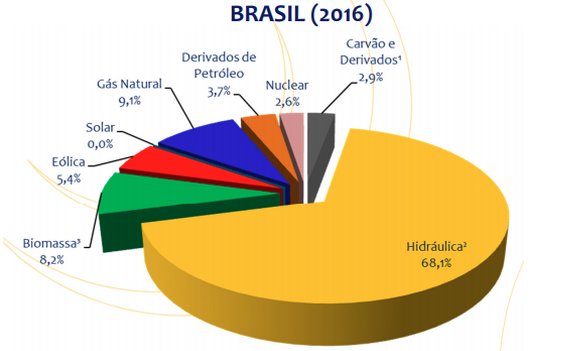 BRASIL (2016)
Carvão e
Derivados¹
2,9%
Derivados de
Petróleo
3,7%
Nuclear
2,6%
Gás Natural
9,1%
Solar
0,0%
Eólica
5,4%
Biomassa³
8,2%
Hidráulica²
68,1%